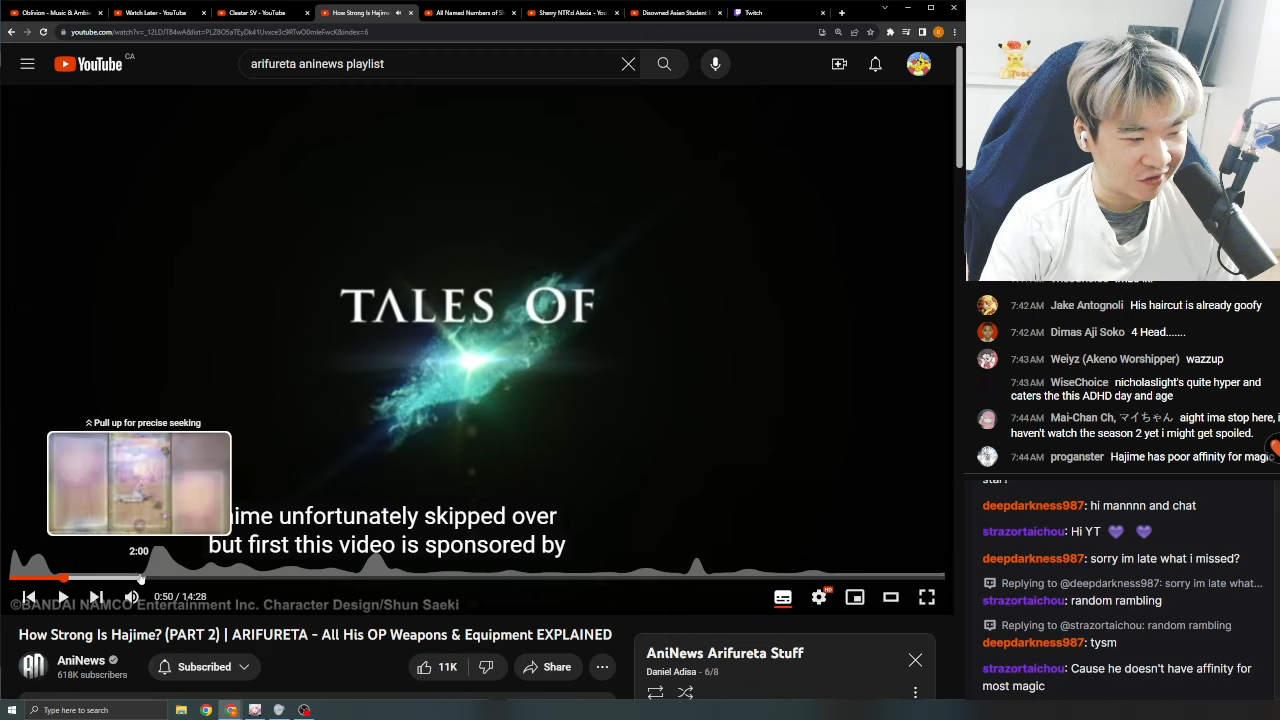 Oblivion - Music & Ambie
Watch Later - YouTube
Cleater SV - YouTube
How Strong Is Hajime
All Named Numbers of S
Sherry NTR'd Alexia - You
Disowned Asian Student
Twitch
youtube.com/watch?v=_12LDJTB4wA&list=PLZBO5aTEyDk41Uvxce3c9RTwO0mIeFwcK&index=6
YouTube CA
arifureta aninews playlist
TALES OF
Pull up for precise seeking
2:00
nime unfortunately skipped over
but first this video is sponsored by
0:50 / 14:28
HD
©BANDAI NAMCO Entertainment Inc. Character Design/Shun Saeki
How Strong Is Hajime? (PART 2) | ARIFURETA - All His OP Weapons & Equipment EXPLAINED
AniNews
618K subscribers
Subscribed
11K
Share
AniNews Arifureta Stuff
Daniel Adisa - 6/8
7:42 AM Jake Antognoli His haircut is already goofy
7:42 AM Dimas Aji Soko 4 Head.......
7:43 AM Weiyz (Akeno Worshipper) wazzup
7:43 AM WiseChoice nicholaslight's quite hyper and
caters the this ADHD day and age
7:44 AM Mai-Chan Ch, マイちゃん aight ima stop here, i
haven't watch the season 2 yet i might get spoiled.
7:44 AM proganster Hajime has poor affinity for magic
deepdarkness987: hi mannnn and chat
strazortaichou: Hi YT
deepdarkness987: sorry im late what i missed?
Replying to @deepdarkness987: sorry im late what...
strazortaichou: random rambling
Replying to @strazortaichou: random rambling
deepdarkness987: tysm
strazortaichou: Cause he doesn't have affinity for
most magic
Type here to search